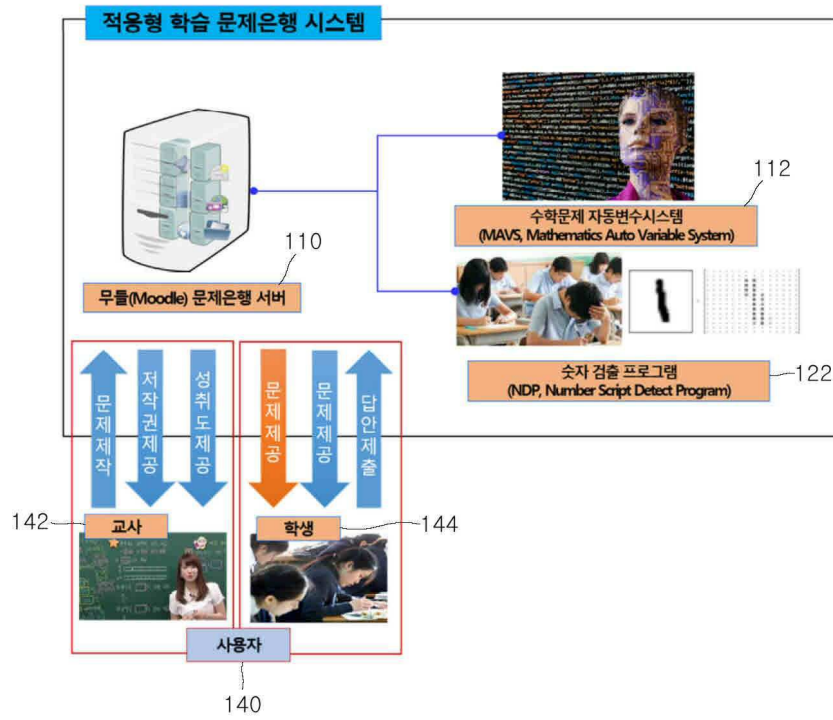 적용형 학습 문제은행 시스템
112
수학문제 자동변수시스템
(MAVS, Mathematics Auto Variable System)
110
무들(Moodle) 문제은행 서버
숫자 검출 프로그램
(NDP, Number Script Detect Program)
122
문제제작
저작권제공
성취도제공
문제제공
문제제공
답안제출
142
교사
학생
144
사용자
140